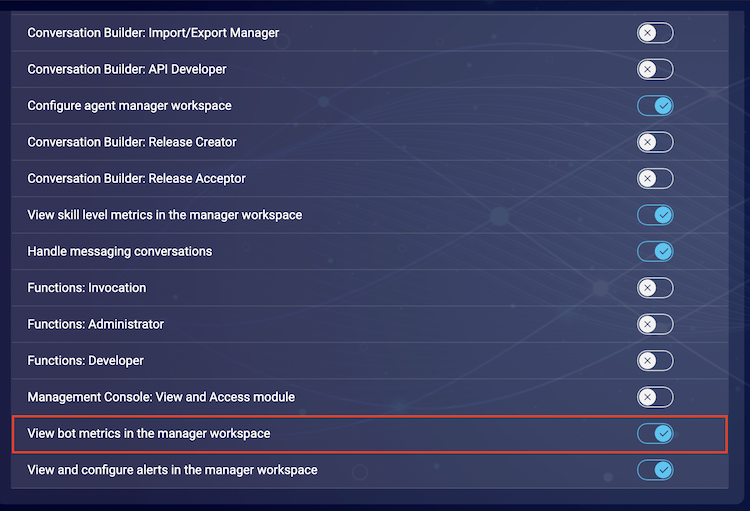 Conversation Builder: Import/Export Manager
Conversation Builder: API Developer
Configure agent manager workspace
Conversation Builder: Release Creator
Conversation Builder: Release Acceptor
View skill level metrics in the manager workspace
Handle messaging conversations
Functions: Invocation
Functions: Administrator
Functions: Developer
Management Console: View and Access module
View bot metrics in the manager workspace
View and configure alerts in the manager workspace